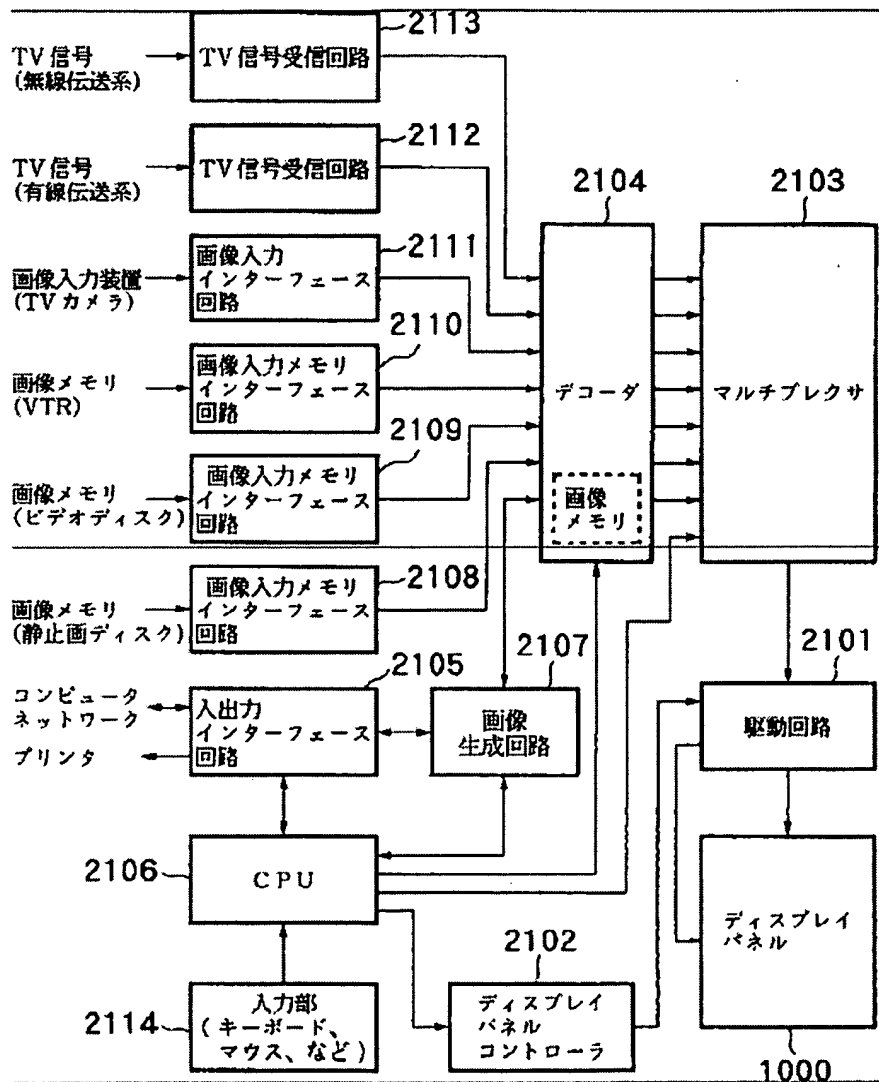 2113
TV 信号
(無線伝送系)
TV 信号受信回路
2112
TV 信号
(有線伝送系)
TV 信号受信回路
2104
2103
2111
画像入力装置
(TV カメラ)
画像入力
インターフェース
回路
2110
画像メモリ
(VTR)
画像入力メモリ
インターフェース
回路
デコーダ
マルチプレクサ
2109
画像メモリ
(ビデオディスク)
画像入力メモリ
インターフェース
回路
画像
メモリ
2108
画像メモリ
(静止画ディスク)
画像入力メモリ
インターフェース
回路
2107
2101
2105
コンピュータ
ネットワーク
プリンタ
入出力
インターフェース
回路
画像
生成回路
駆動回路
2106
CPU
ディスプレイ
パネル
2102
2114
入力部
(キーボード、
マウス、など)
ディスプレイ
パネル
コントローラ
1000